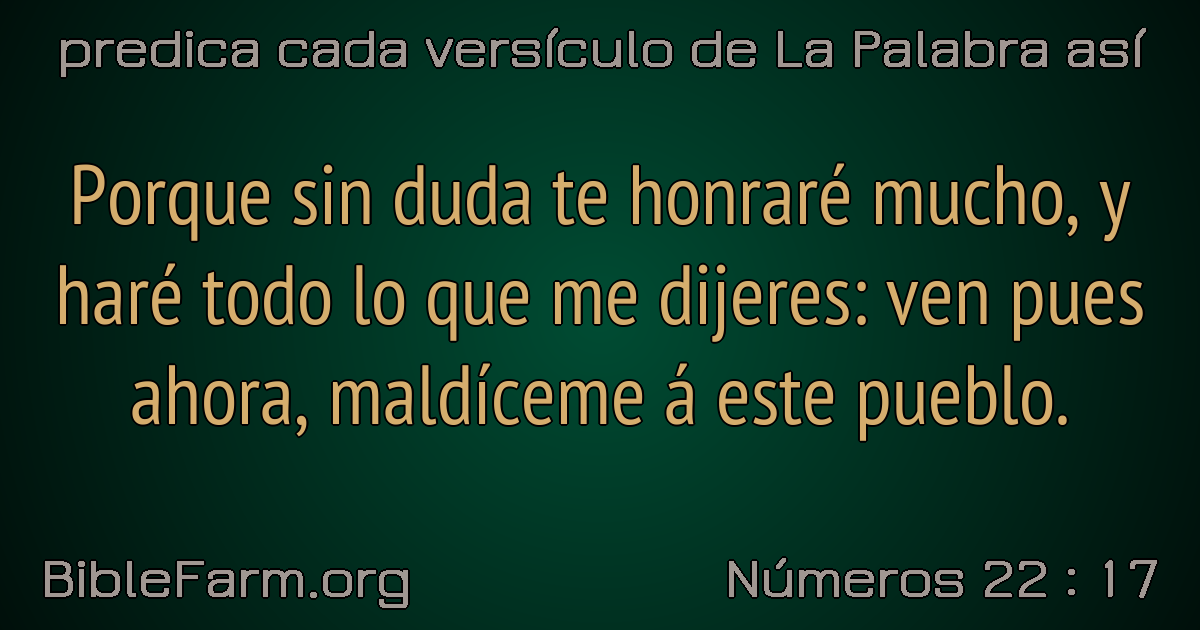 predica cada versículo de La Palabra así
Porque sin duda te honraré mucho, y
haré todo lo que me dijeres: ven pues
ahora, maldíceme á este pueblo.
BibleFarm.org
Números 22 : 17